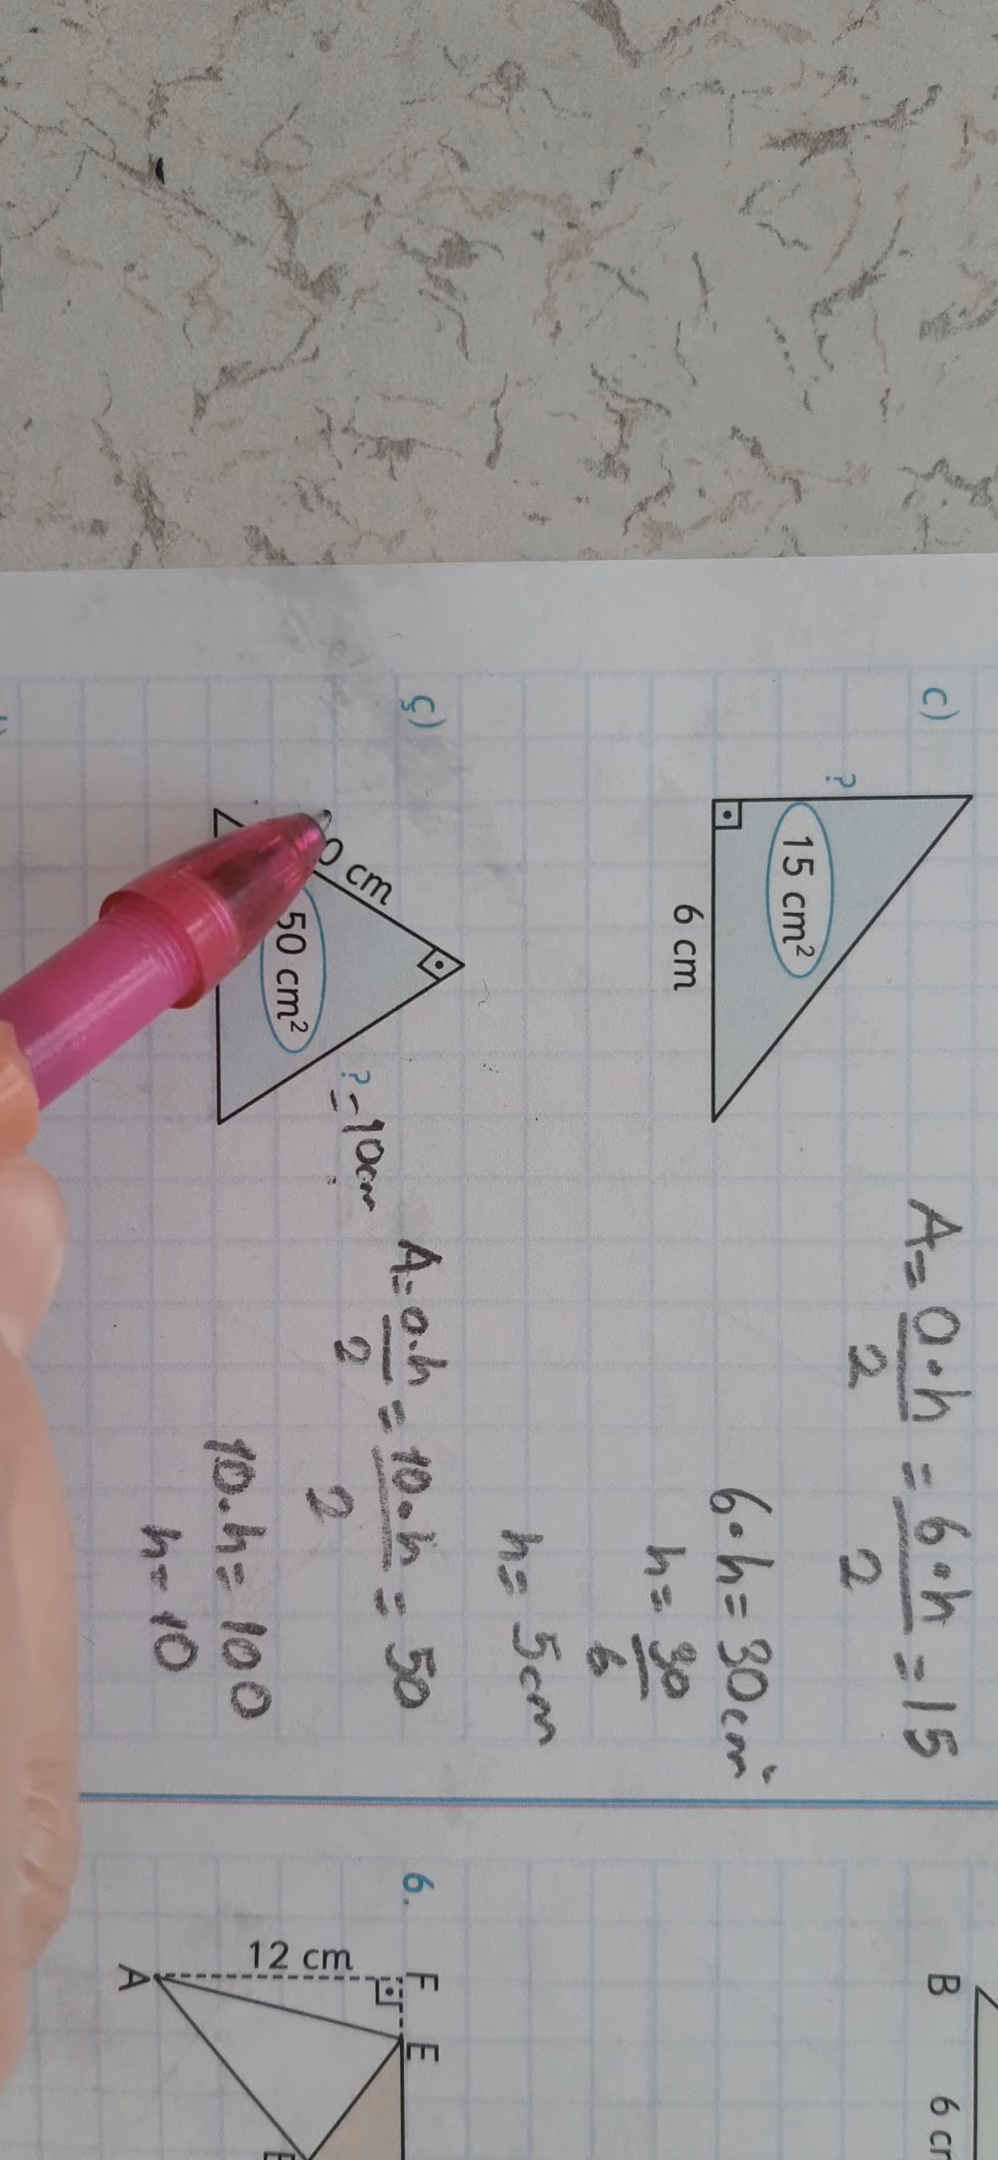 c)
?
15 cm²
6 cm
A = a.h/2 = 6.h/2 = 15
6.h = 30cm²
h = 30/6
h = 5cm
ç)
0 cm
50 cm²
? = 10cm
A = a.h/2 = 10.h/2 = 50
10.h = 100
h = 10
B
6
6.
F
E
12 cm
A